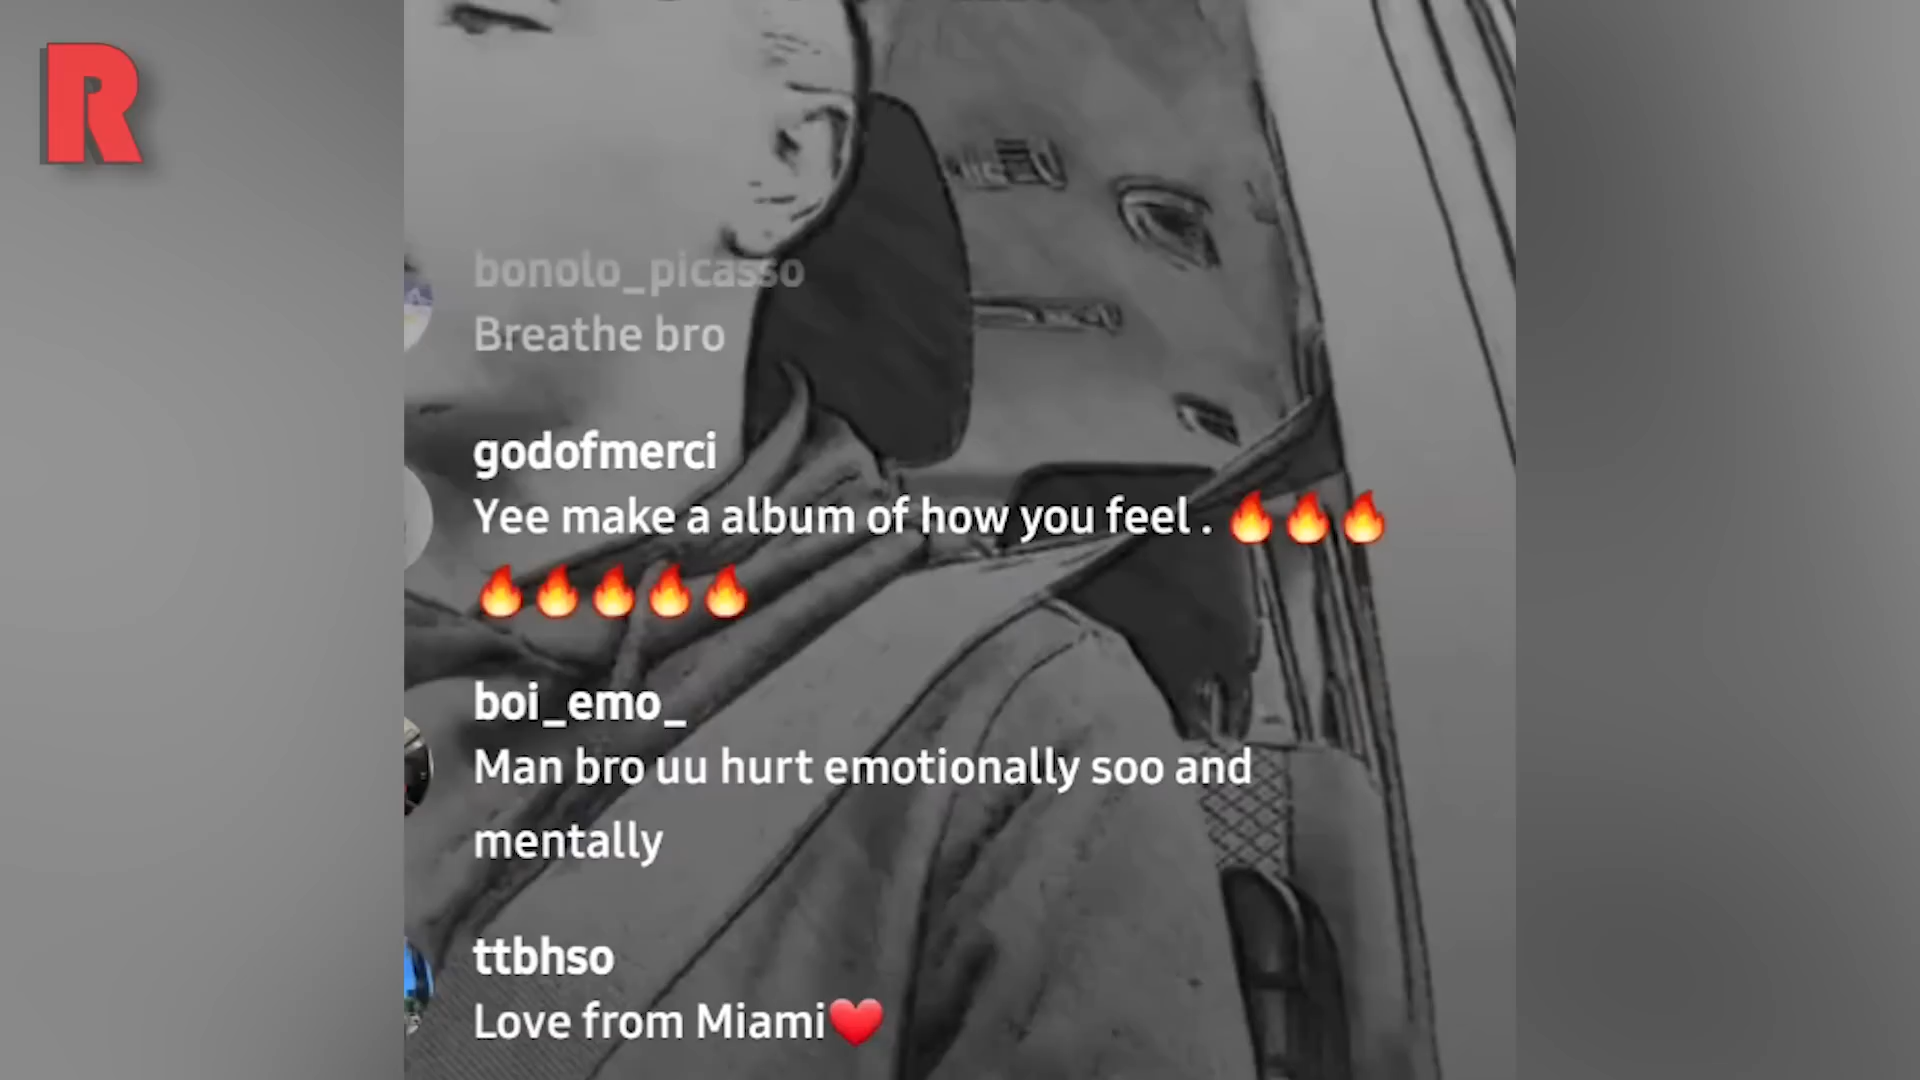 R
bonolo_picasso
Breathe bro
godofmerci
Yee make a album of how you feel . 🔥🔥🔥
🔥🔥🔥🔥🔥
boi_emo_
Man bro uu hurt emotionally soo and
mentally
ttbhso
Love from Miami❤️